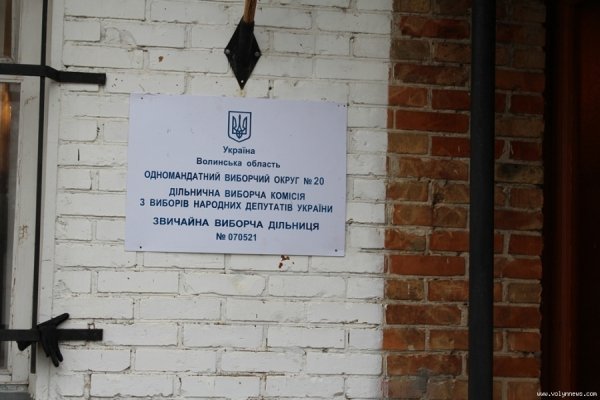 Україна
Волинська область
ОДНОМАНДАТНИЙ ВИБОРЧИЙ ОКРУГ № 20
ДІЛЬНИЧНА ВИБОРЧА КОМІСІЯ
З ВИБОРІВ НАРОДНИХ ДЕПУТАТІВ УКРАЇНИ
ЗВИЧАЙНА ВИБОРЧА ДІЛЬНИЦЯ
№ 070521
www.volynnews.com